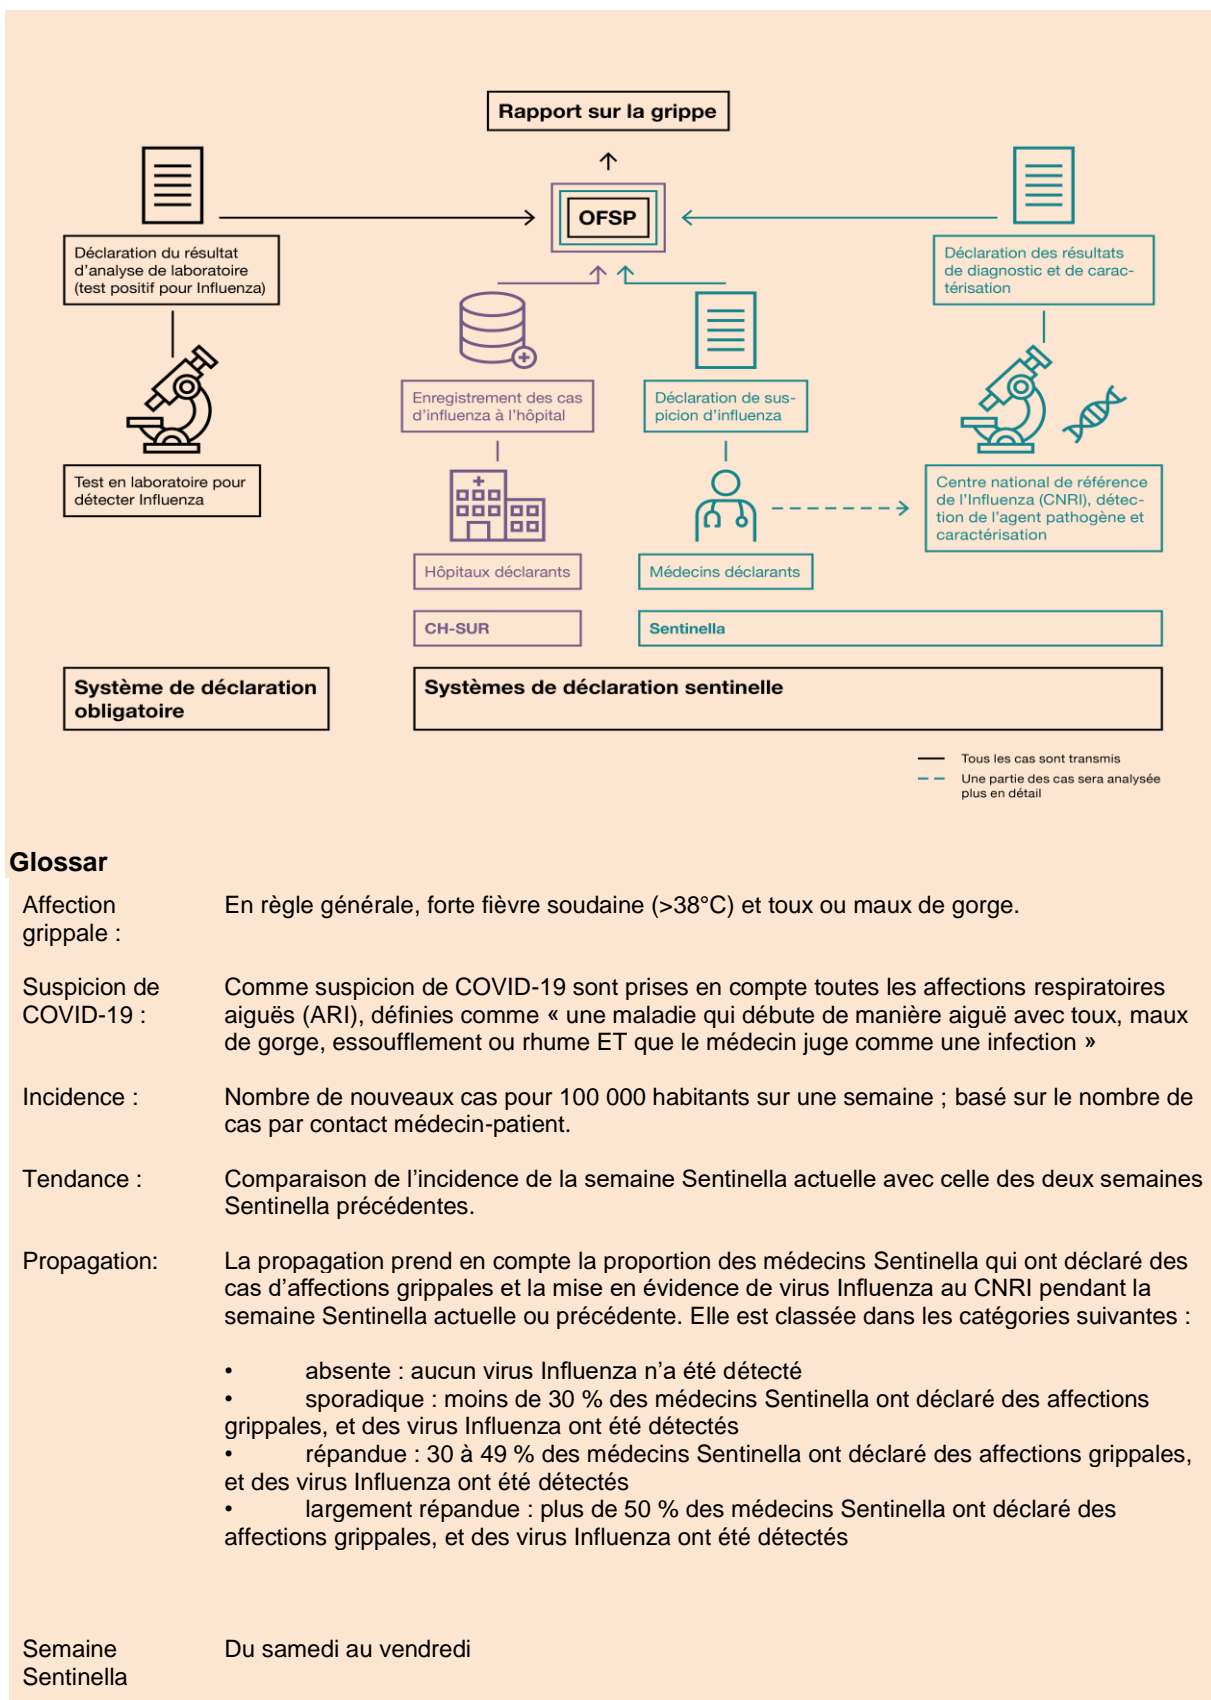 Rapport sur la grippe
OFSP
Déclaration du résultat
d'analyse de laboratoire
(test positif pour Influenza)
Déclaration des résultats
de diagnostic et de carac-
térisation
Enregistrement des cas
d'influenza à l'hôpital
Déclaration de sus-
picion d'influenza
Test en laboratoire pour
détecter Influenza
Centre national de référence
de l'Influenza (CNRI), détec-
tion de l'agent pathogène et
caractérisation
Hôpitaux déclarants
Médecins déclarants
CH-SUR
Sentinella
Système de déclaration
obligatoire
Systèmes de déclaration sentinelle
Tous les cas sont transmis
Une partie des cas sera analysée
plus en détail
Glossar
Affection
grippale :
En règle générale, forte fièvre soudaine (>38°C) et toux ou maux de gorge.
Suspicion de
COVID-19 :
Comme suspicion de COVID-19 sont prises en compte toutes les affections respiratoires
aiguës (ARI), définies comme « une maladie qui débute de manière aiguë avec toux, maux
de gorge, essoufflement ou rhume ET que le médecin juge comme une infection »
Incidence :
Nombre de nouveaux cas pour 100 000 habitants sur une semaine ; basé sur le nombre de
cas par contact médecin-patient.
Tendance :
Comparaison de l'incidence de la semaine Sentinella actuelle avec celle des deux semaines
Sentinella précédentes.
Propagation:
La propagation prend en compte la proportion des médecins Sentinella qui ont déclaré des
cas d'affections grippales et la mise en évidence de virus Influenza au CNRI pendant la
semaine Sentinella actuelle ou précédente. Elle est classée dans les catégories suivantes :
• absente : aucun virus Influenza n'a été détecté
• sporadique : moins de 30 % des médecins Sentinella ont déclaré des affections
grippales, et des virus Influenza ont été détectés
• répandue : 30 à 49 % des médecins Sentinella ont déclaré des affections grippales,
et des virus Influenza ont été détectés
• largement répandue : plus de 50 % des médecins Sentinella ont déclaré des
affections grippales, et des virus Influenza ont été détectés
Semaine
Sentinella
Du samedi au vendredi